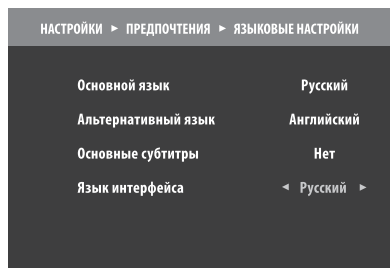 НАСТРОЙКИ ► ПРЕДПОЧТЕНИЯ ► ЯЗЫКОВЫЕ НАСТРОЙКИ
Основной язык Русский
Альтернативный язык Английский
Основные субтитры Нет
Язык интерфейса ◄ Русский ►